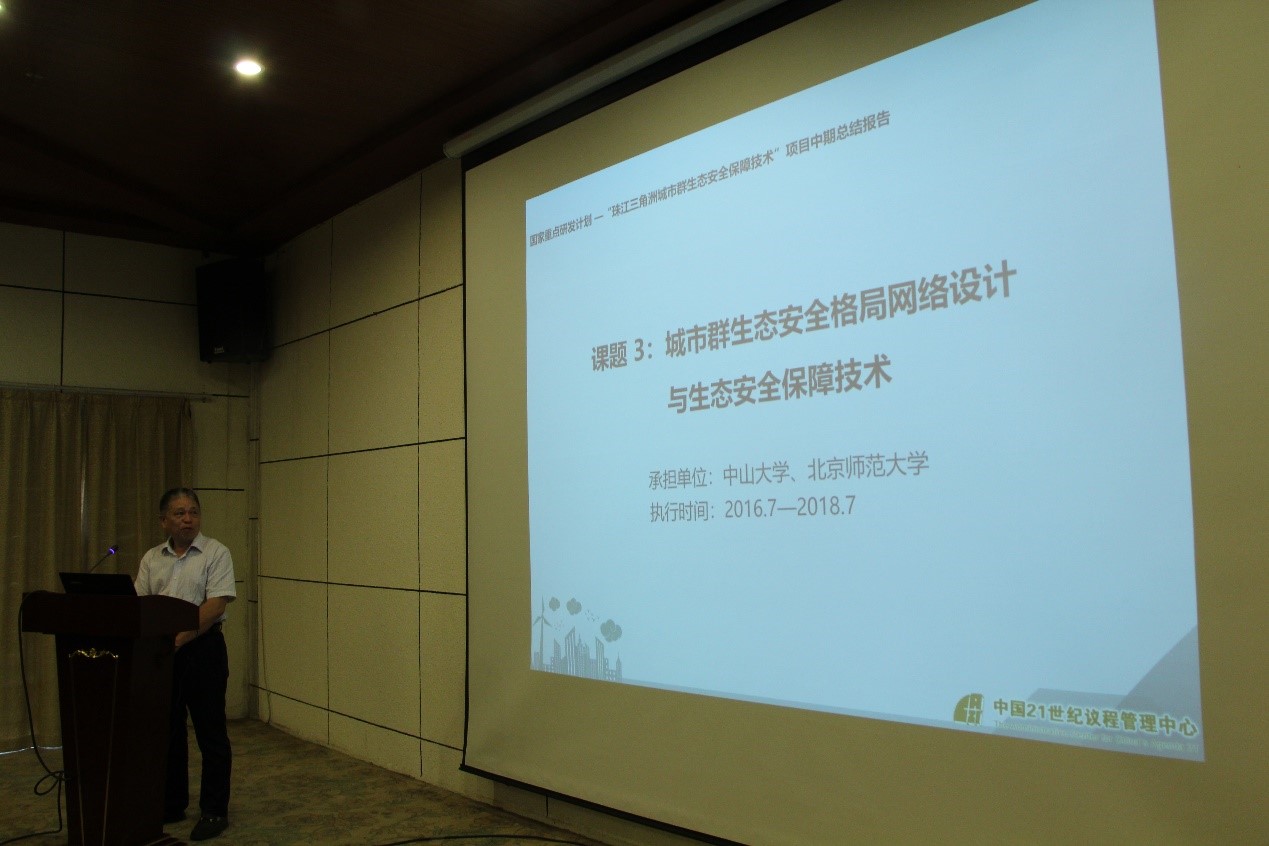 国家重点研发计划 —“珠江三角洲城市群生态安全保障技术”项目中期总结报告
课题 3：城市群生态安全格局网络设计
与生态安全保障技术
承担单位：中山大学、北京师范大学
执行时间：2016.7—2018.7
中国21世纪议程管理中心